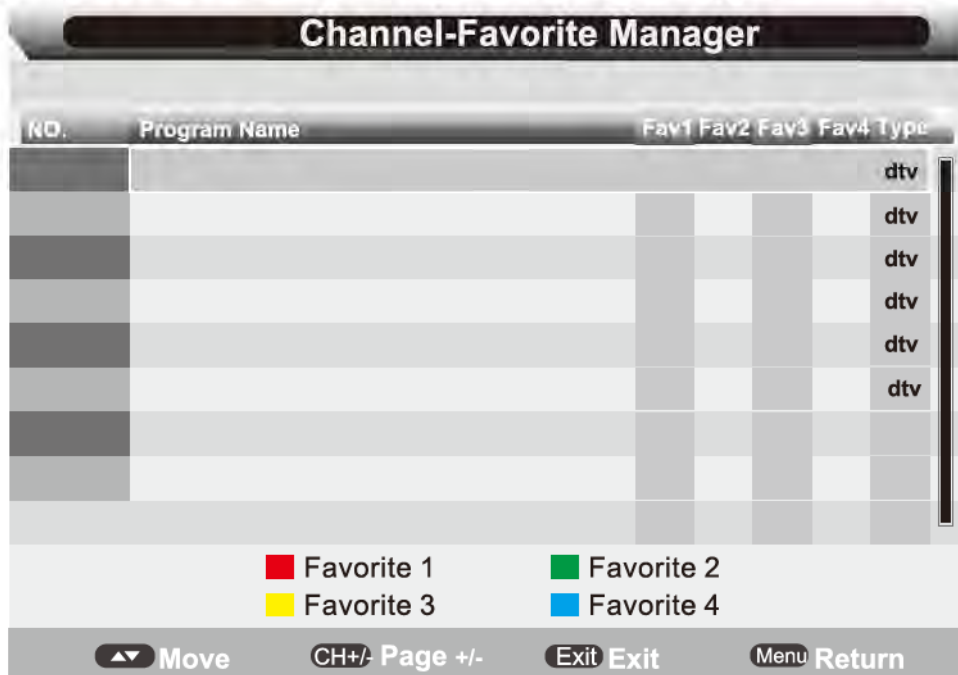 Channel-Favorite Manager
NO. Program Name Fav1 Fav2 Fav3 Fav4 Type
dtv
dtv
dtv
dtv
dtv
dtv
Favorite 1 Favorite 2
Favorite 3 Favorite 4
Move CH+/- Page +/- Exit Exit Menu Return